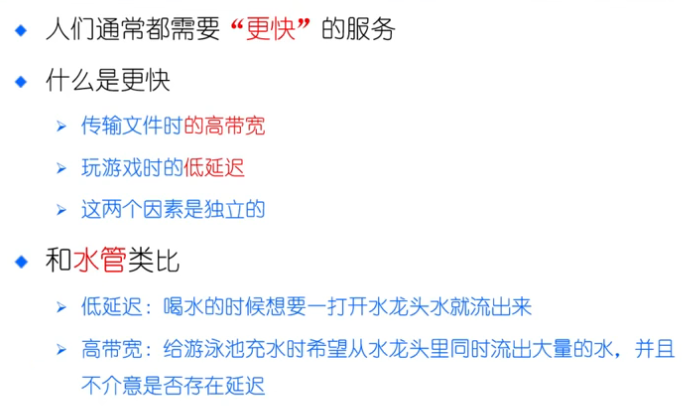 人们通常都需要“更快”的服务
什么是更快
传输文件时的高带宽
玩游戏时的低延迟
这两个因素是独立的
和水管类比
低延迟：喝水的时候想要一打开水龙头水就流出来
高带宽：给游泳池充水时希望从水龙头里同时流出大量的水，并且
不介意是否存在延迟